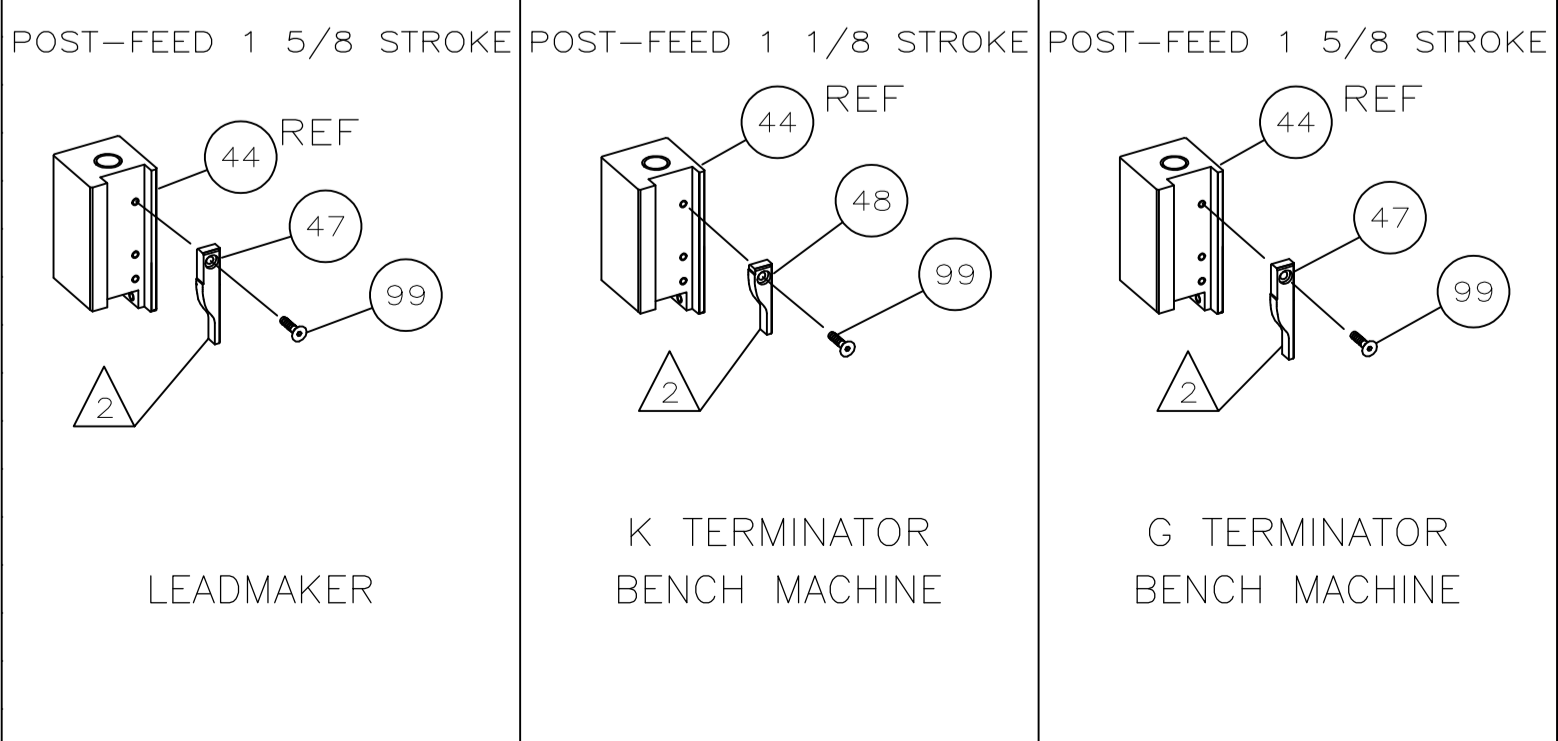 POST-FEED 1 5/8 STROKE
44
REF
47
99
2
LEADMAKER
POST-FEED 1 1/8 STROKE
44
REF
48
99
2
K TERMINATOR
BENCH MACHINE
POST-FEED 1 5/8 STROKE
44
REF
47
99
2
G TERMINATOR
BENCH MACHINE